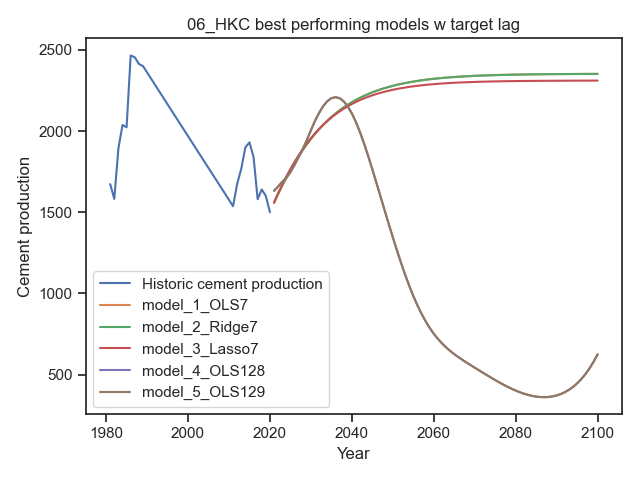 06_HKC best performing models w target lag
Cement production
2500
2000
1500
1000
500
Historic cement production
model_1_OLS7
model_2_Ridge7
model_3_Lasso7
model_4_OLS128
model_5_OLS129
1980 2000 2020 2040 2060 2080 2100
Year